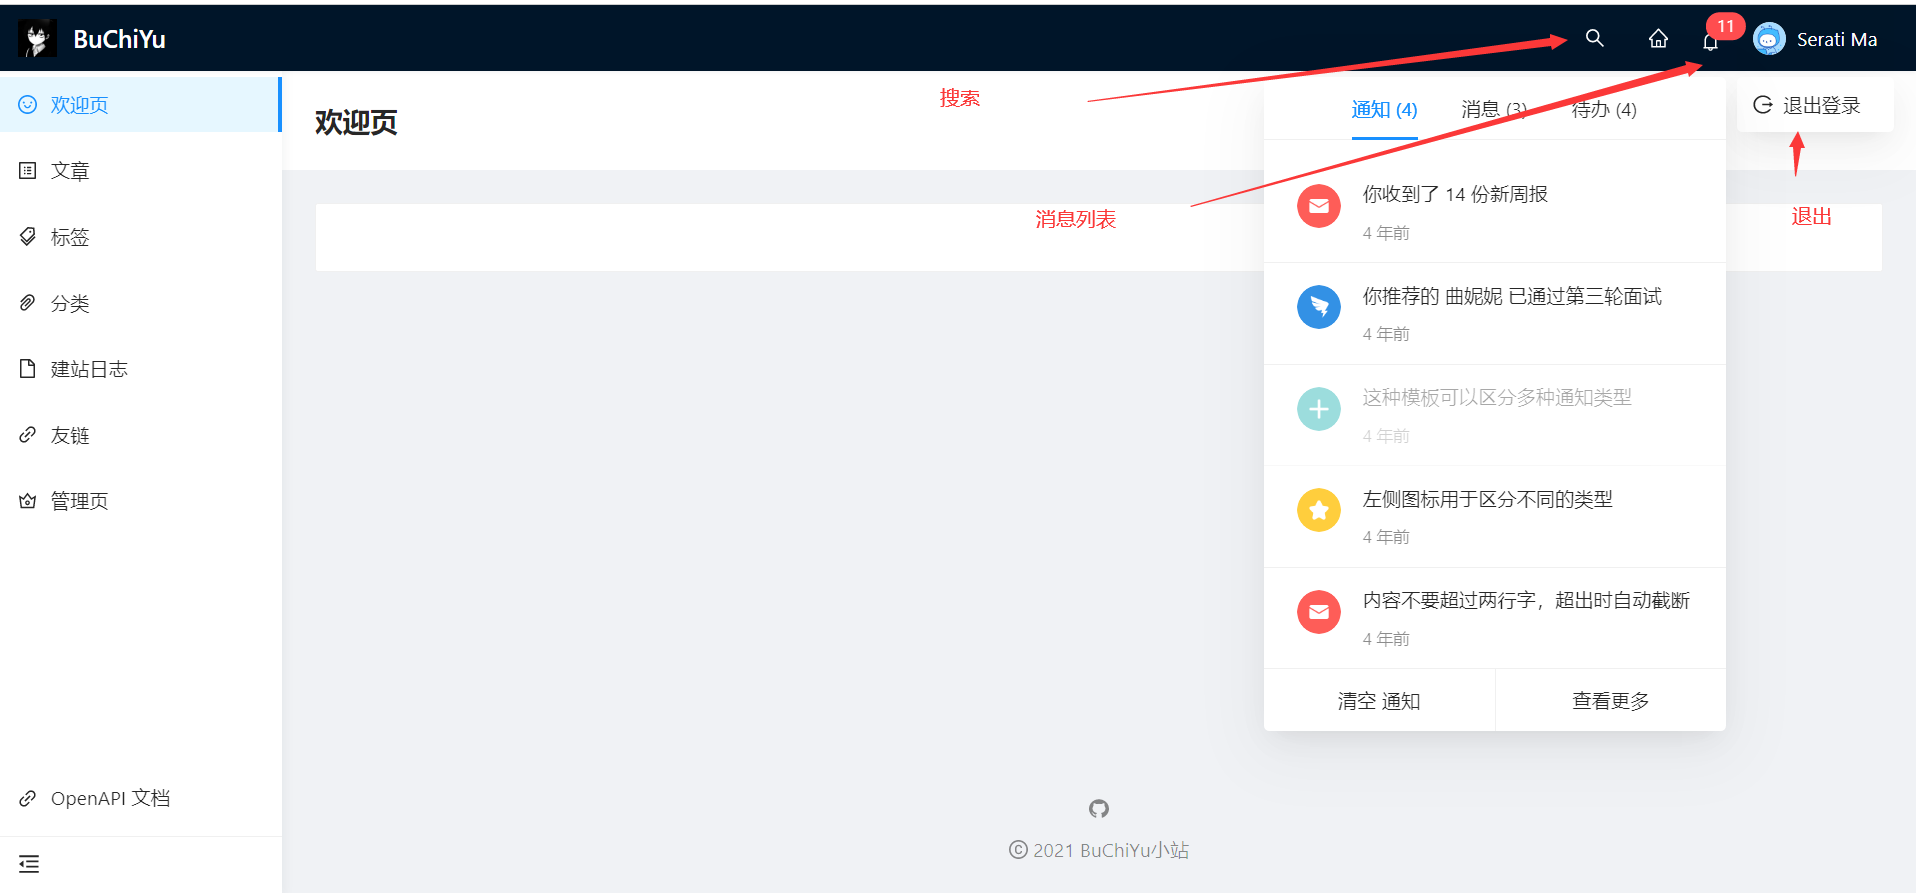 BuChiYu
11
Serati Ma
欢迎页
文章
标签
分类
建站日志
友链
管理页
OpenAPI 文档
欢迎页
搜索
消息列表
通知 (4)
消息 (3)
待办 (4)
你收到了 14 份新周报
4 年前
你推荐的 曲妮妮 已通过第三轮面试
4 年前
这种模板可以区分多种通知类型
4 年前
左侧图标用于区分不同的类型
4 年前
内容不要超过两行字，超出时自动截断
4 年前
清空 通知
查看更多
退出登录
退出
© 2021 BuChiYu小站